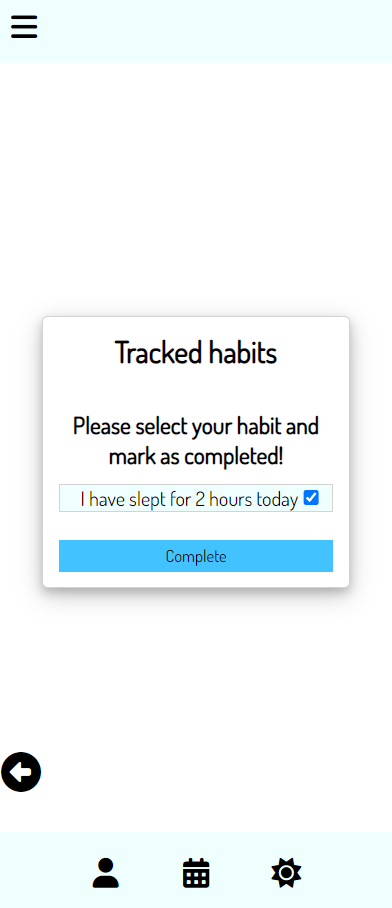 Tracked habits
Please select your habit and
mark as completed!
I have slept for 2 hours today
Complete